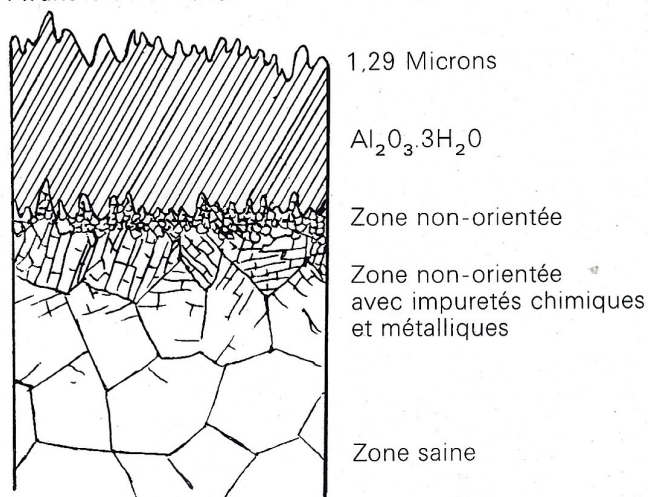 1,29 Microns
Al₂O₃.3H₂O
Zone non-orientée
Zone non-orientée
avec impuretés chimiques
et métalliques
Zone saine